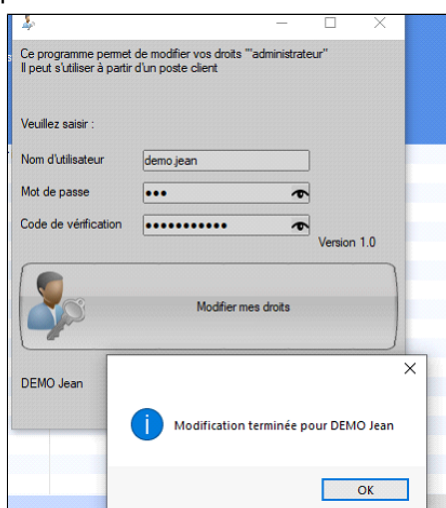 Ce programme permet de modifier vos droits '"administrateur"
Il peut s'utiliser à partir d'un poste client
Veuillez saisir :
Nom d'utilisateur demo.jean
Mot de passe •••
Code de vérification •••••••••••
Version 1.0
Modifier mes droits
DEMO Jean
Modification terminée pour DEMO Jean
OK